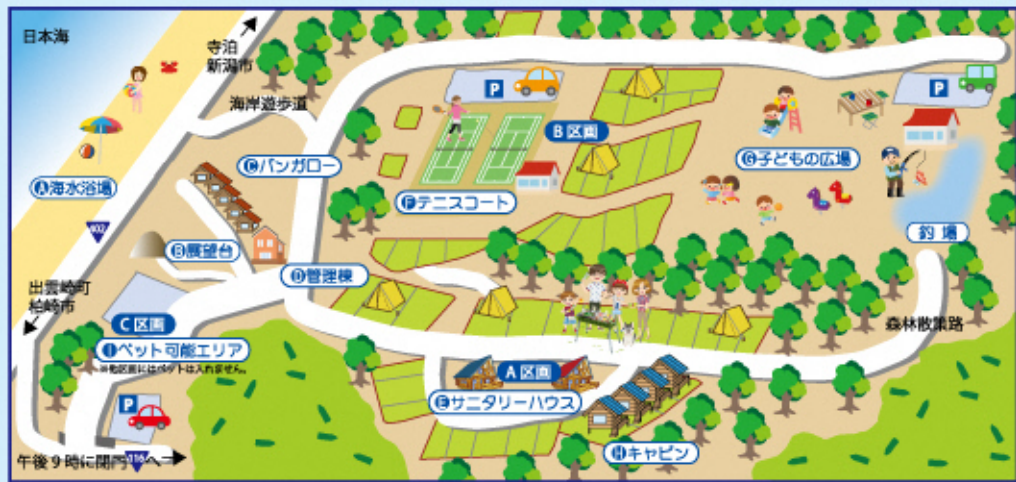 日本海
寺泊
新潟市
海岸遊歩道
P
P
B区画
Cバンガロー
G子どもの広場
A海水浴場
Fテニスコート
402
B展望台
釣場
D管理棟
出雲崎町
柏崎市
C区画
森林散策路
Iペット可能エリア
※他区画にはペットは入れません。
A区画
Eサニタリーハウス
P
Hキャビン
午後9時に閉門
116
へ